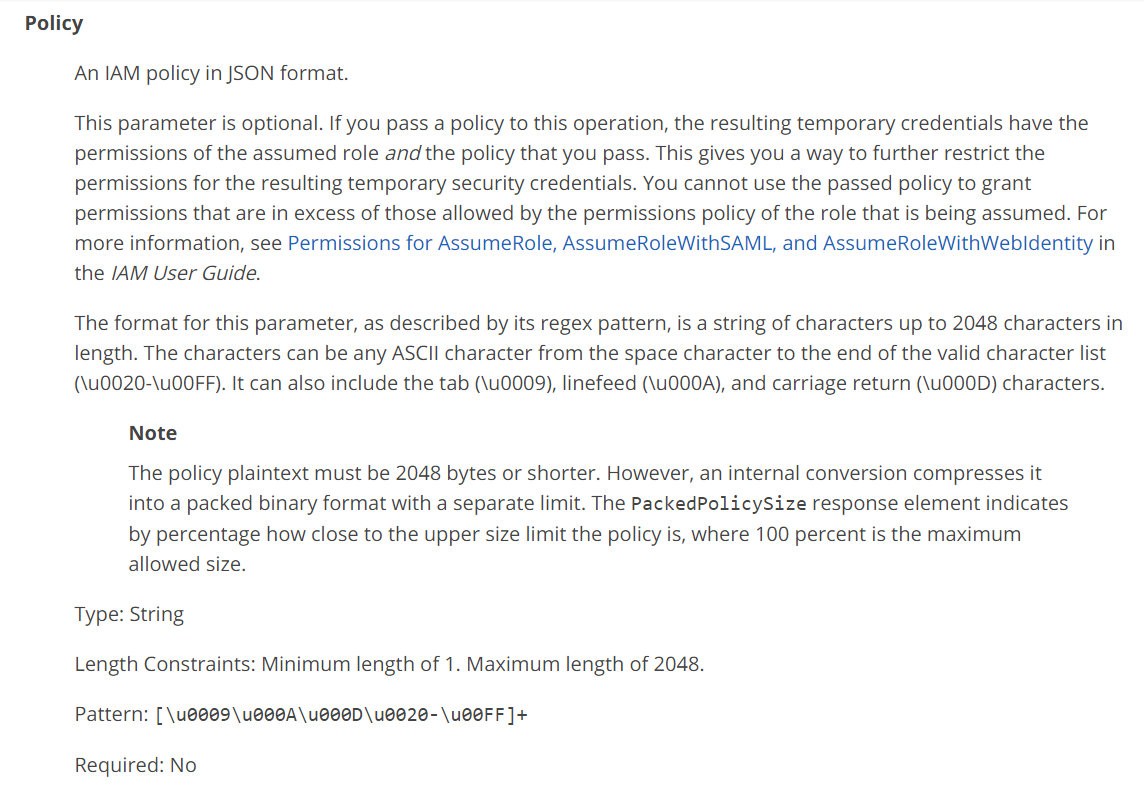 Policy
An IAM policy in JSON format.
This parameter is optional. If you pass a policy to this operation, the resulting temporary credentials have the
permissions of the assumed role and the policy that you pass. This gives you a way to further restrict the
permissions for the resulting temporary security credentials. You cannot use the passed policy to grant
permissions that are in excess of those allowed by the permissions policy of the role that is being assumed. For
more information, see Permissions for AssumeRole, AssumeRoleWithSAML, and AssumeRoleWithWebIdentity in
the IAM User Guide.
The format for this parameter, as described by its regex pattern, is a string of characters up to 2048 characters in
length. The characters can be any ASCII character from the space character to the end of the valid character list
(\u0020-\u00FF). It can also include the tab (\u0009), linefeed (\u000A), and carriage return (\u000D) characters.
Note
The policy plaintext must be 2048 bytes or shorter. However, an internal conversion compresses it
into a packed binary format with a separate limit. The PackedPolicySize response element indicates
by percentage how close to the upper size limit the policy is, where 100 percent is the maximum
allowed size.
Type: String
Length Constraints: Minimum length of 1. Maximum length of 2048.
Pattern: [\u0009\u000A\u000D\u0020-\u00FF]+
Required: No